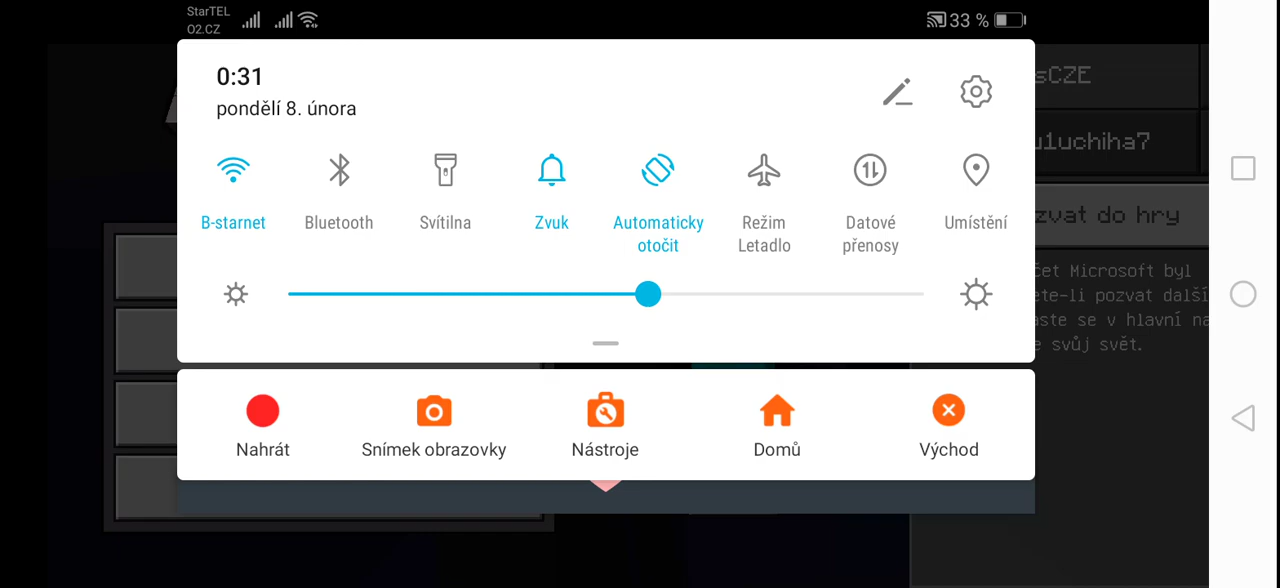 StarTEL
O2.CZ
33 %
0:31
pondělí 8. února
B-starnet
Bluetooth
Svítilna
Zvuk
Automaticky
otočit
Režim
Letadlo
Datové
přenosy
Umístění
Nahrát
Snímek obrazovky
Nástroje
Domů
Východ
sCZE
u1uchiha7
zvat do hry
čet Microsoft byl
ete-li pozvat další
aste se v hlavní na
e svůj svět.